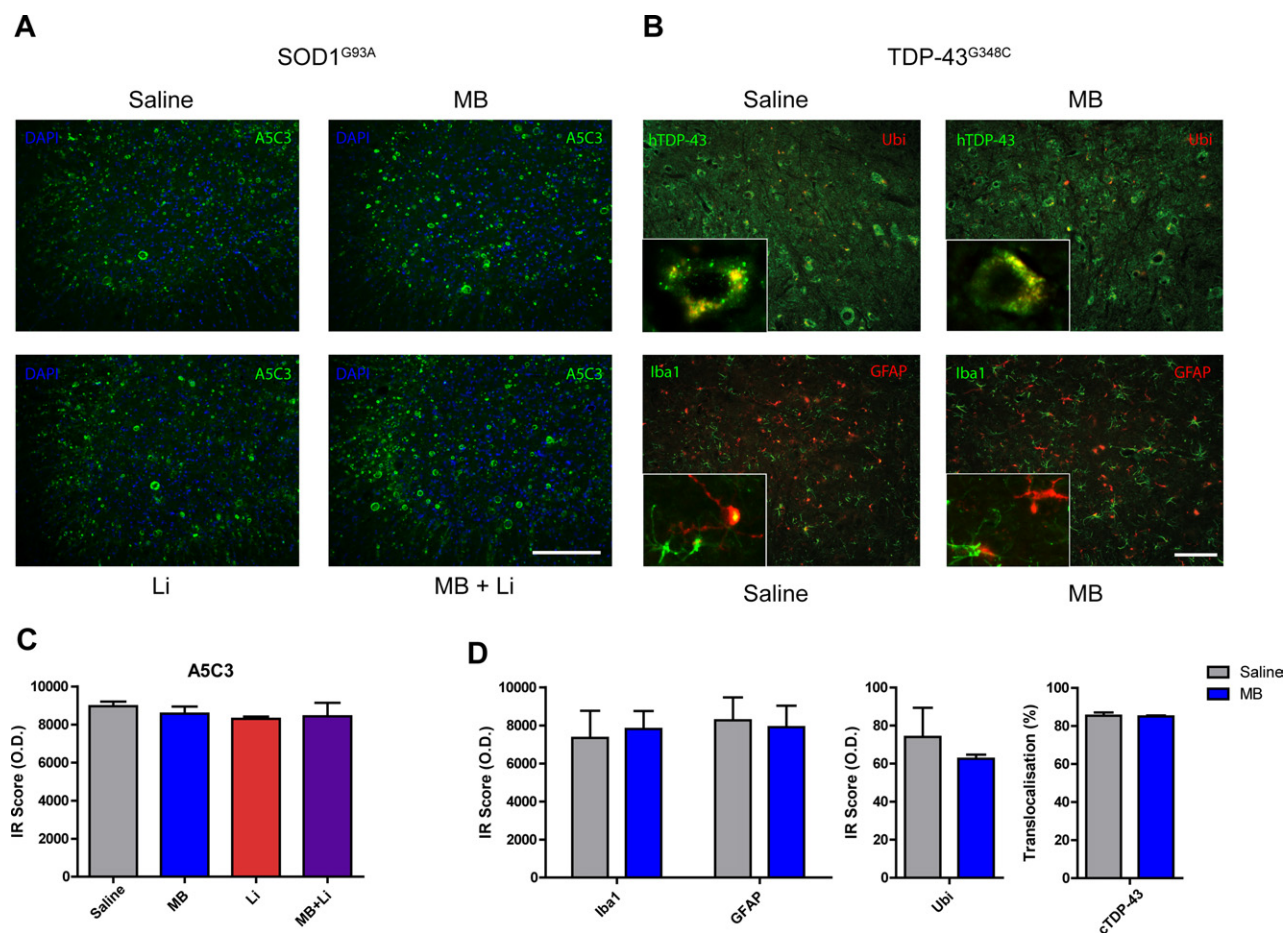 A
SOD1G93A
Saline MB
DAPI A5C3 DAPI A5C3
DAPI A5C3 DAPI A5C3
Li MB + Li
B
TDP-43G348C
Saline MB
hTDP-43 Ubi hTDP-43 Ubi
Iba1 GFAP Iba1 GFAP
Saline MB
C
A5C3
IR Score (O.D.)
10000
8000
6000
4000
2000
0
Saline MB Li MB+Li
D
IR Score (O.D.)
10000
8000
6000
4000
2000
0
Iba1 GFAP
IR Score (O.D.)
100
80
60
40
20
0
Ubi
Translocalisation (%)
100
80
60
40
20
0
cTDP-43
Saline
MB